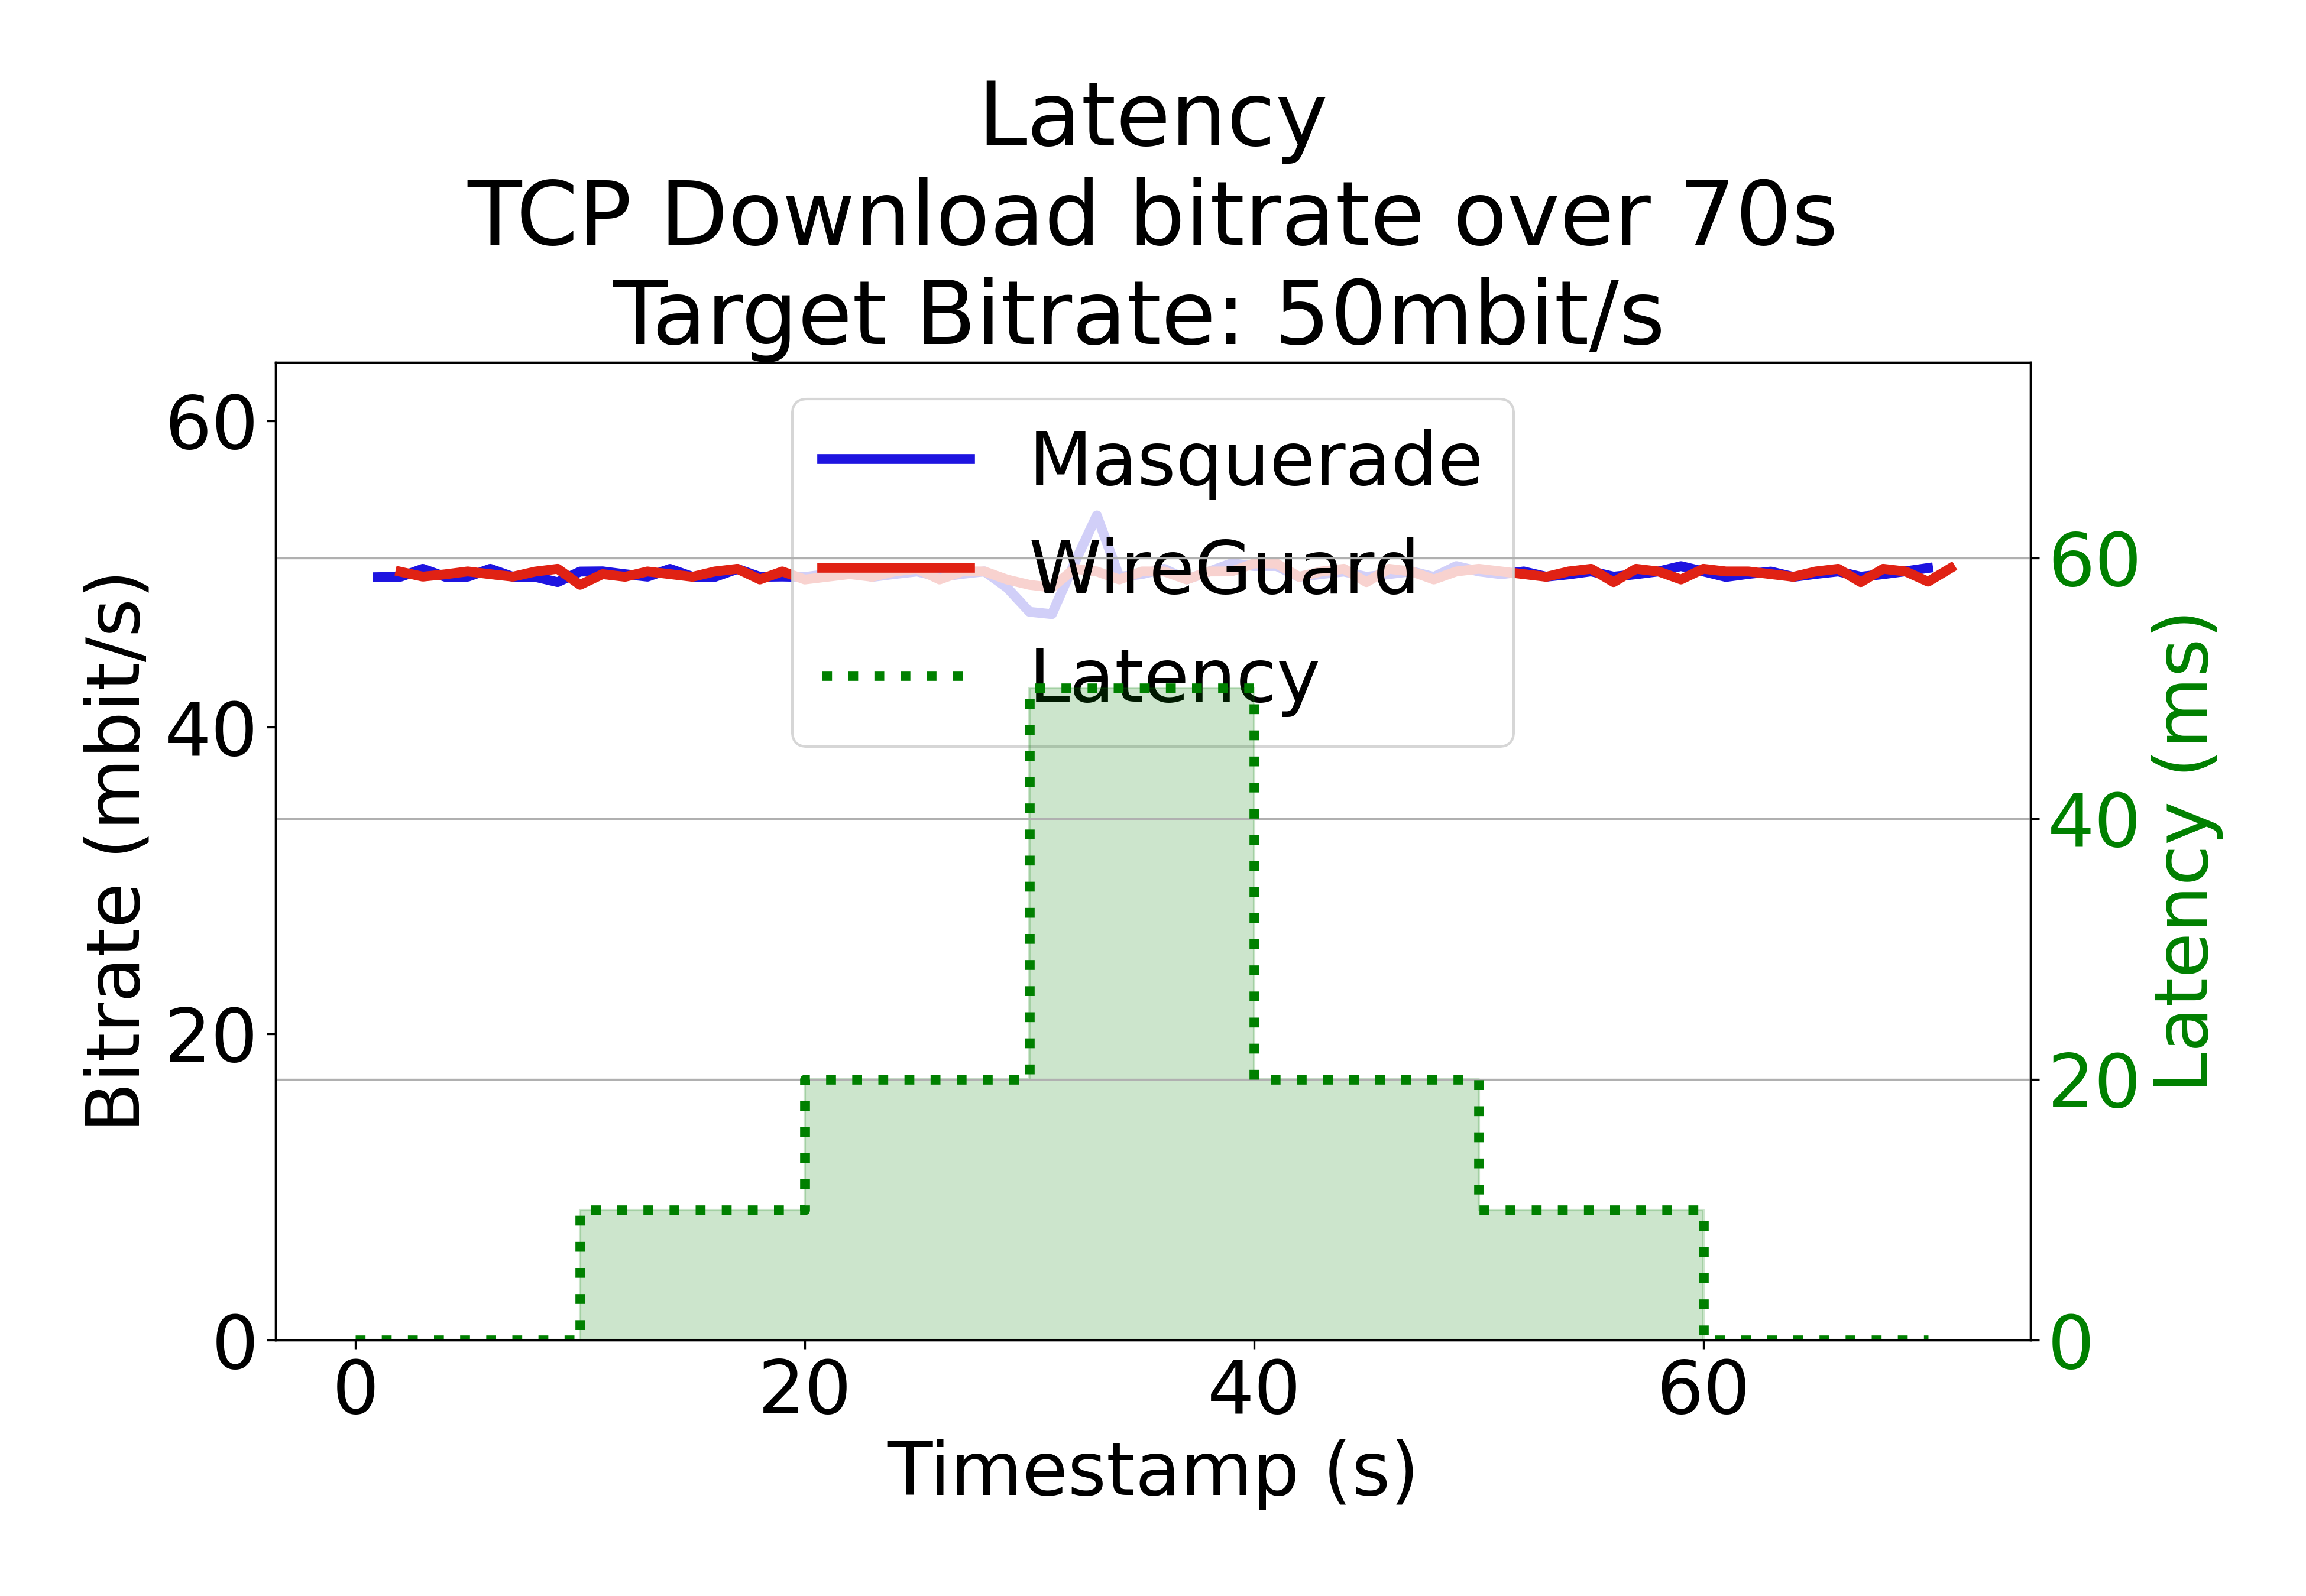 Latency
TCP Download bitrate over 70s
Target Bitrate: 50mbit/s
Masquerade
WireGuard
Latency
Bitrate (mbit/s)
60
40
20
0
Latency (ms)
60
40
20
0
0 20 40 60
Timestamp (s)